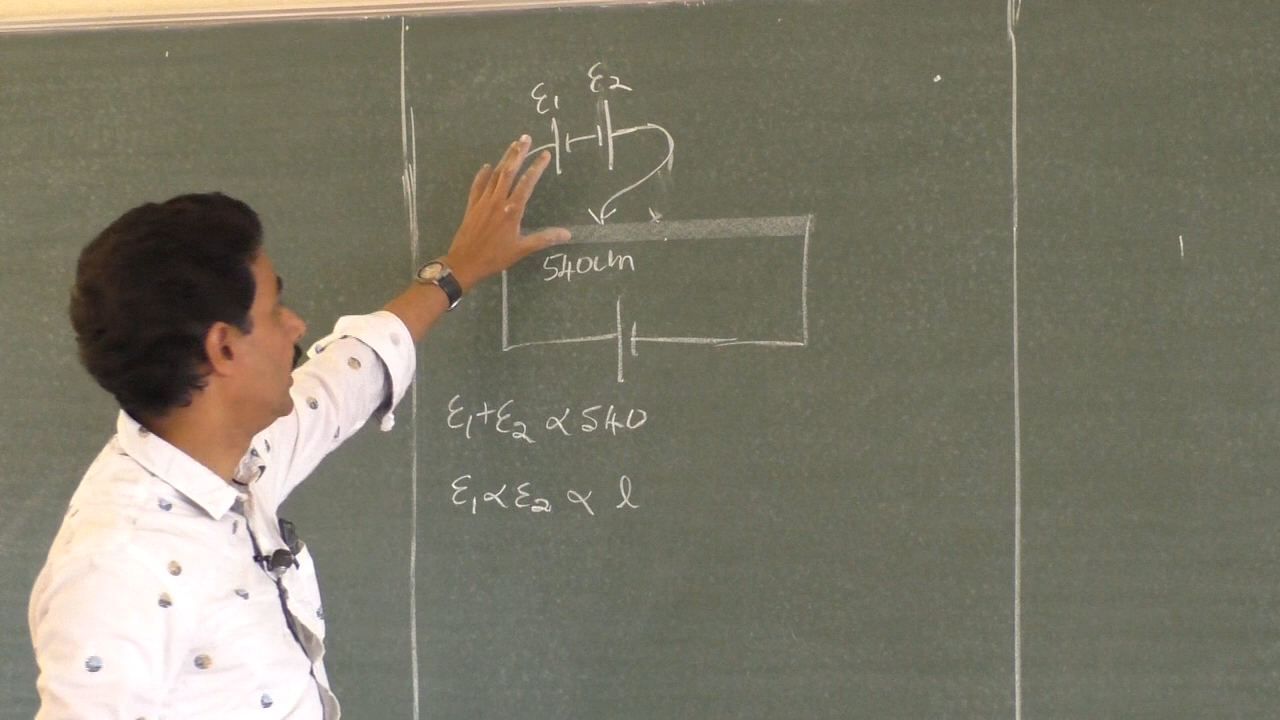 ε₁ ε₂
540cm
ε₁+ε₂ ∝ 540
ε₁ ∝ ε₂ ∝ l